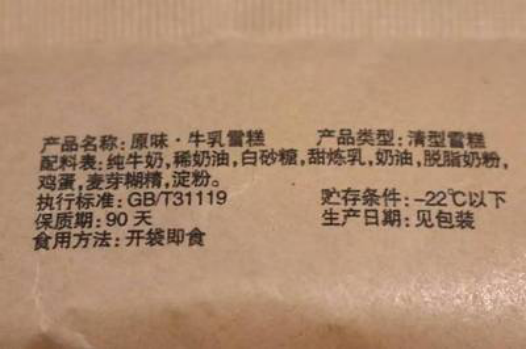 产品名称:原味·牛乳雪糕 产品类型:清型雪糕
配料表:纯牛奶,稀奶油,白砂糖,甜炼乳,奶油,脱脂奶粉,
鸡蛋,麦芽糊精,淀粉。
执行标准:GB/T31119 贮存条件:-22℃以下
保质期:90 天 生产日期:见包装
食用方法:开袋即食